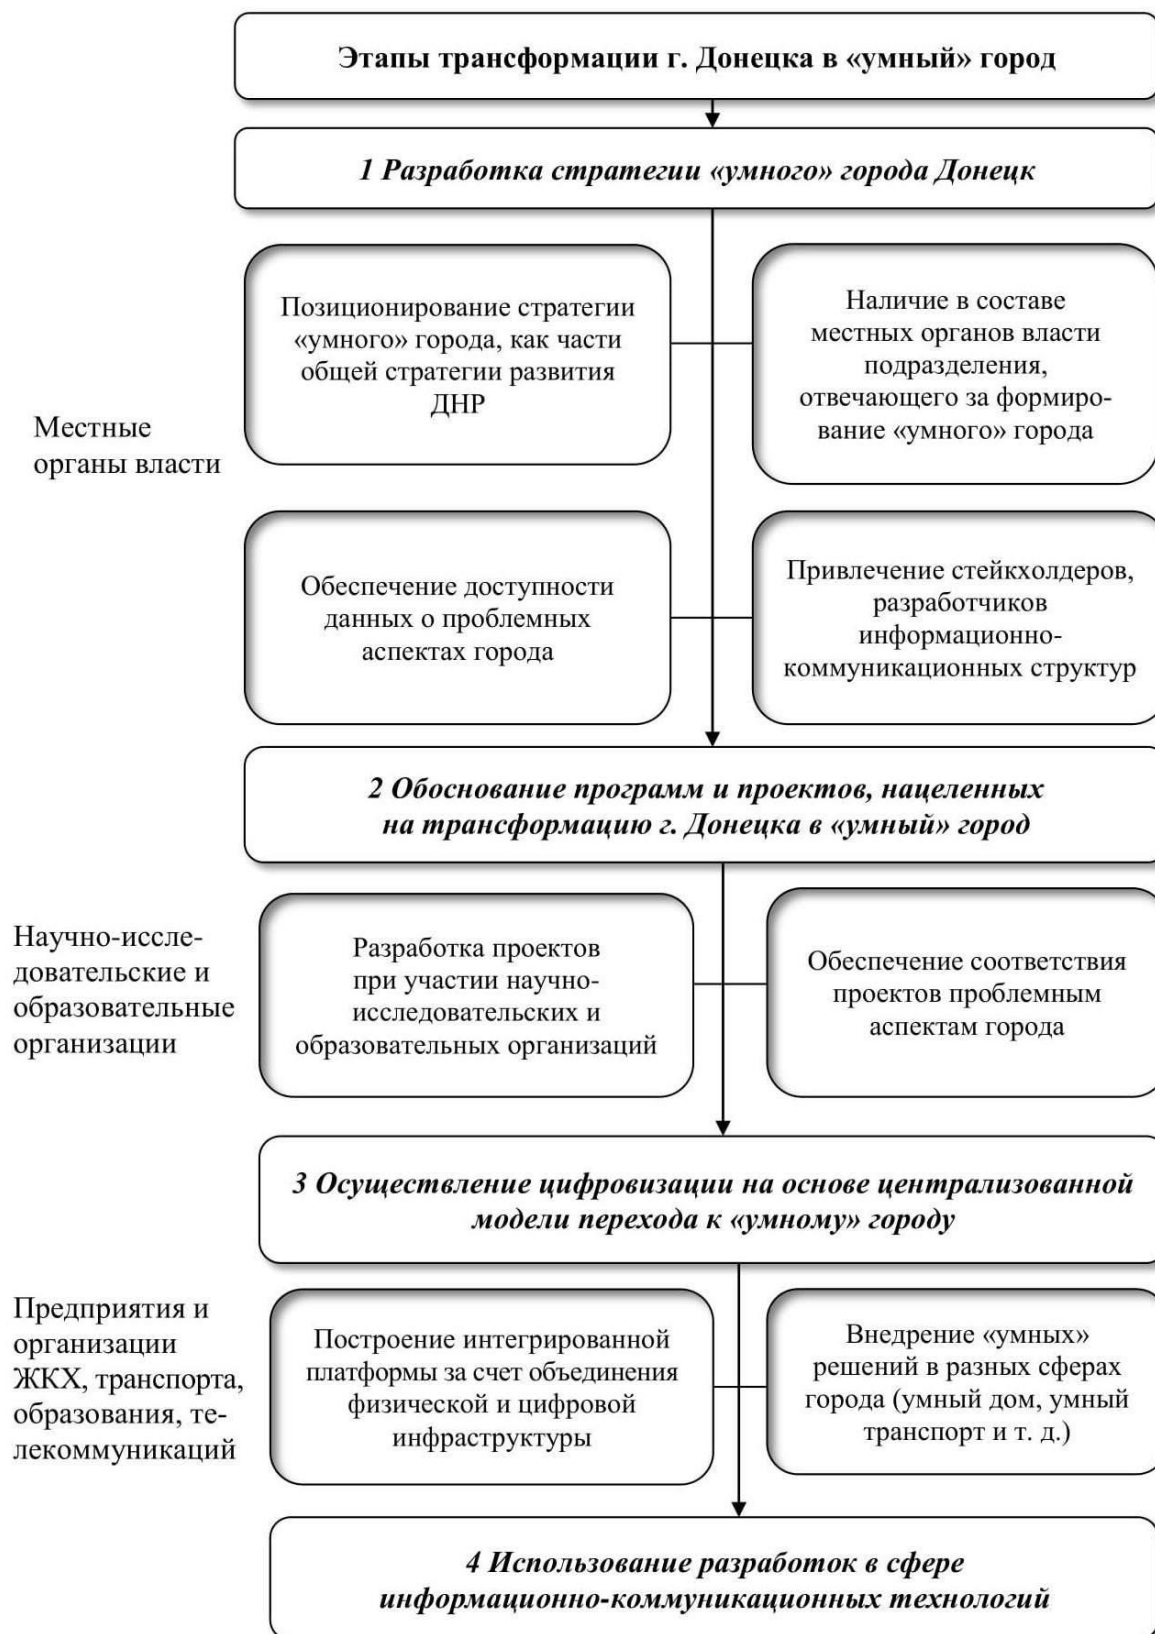 Этапы трансформации г. Донецка в «умный» город
1 Разработка стратегии «умного» города Донецк
Местные
органы власти
Позиционирование стратегии
«умного» города, как части
общей стратегии развития
ДНР
Наличие в составе
местных органов власти
подразделения,
отвечающего за формиро-
вание «умного» города
Обеспечение доступности
данных о проблемных
аспектах города
Привлечение стейкхолдеров,
разработчиков
информационно-
коммуникационных структур
2 Обоснование программ и проектов, нацеленных
на трансформацию г. Донецка в «умный» город
Научно-иссле-
довательские и
образовательные
организации
Разработка проектов
при участии научно-
исследовательских и
образовательных организаций
Обеспечение соответствия
проектов проблемным
аспектам города
3 Осуществление цифровизации на основе централизованной
модели перехода к «умному» городу
Предприятия и
организации
ЖКХ, транспорта,
образования, те-
лекоммуникаций
Построение интегрированной
платформы за счет объединения
физической и цифровой
инфраструктуры
Внедрение «умных»
решений в разных сферах
города (умный дом, умный
транспорт и т. д.)
4 Использование разработок в сфере
информационно-коммуникационных технологий